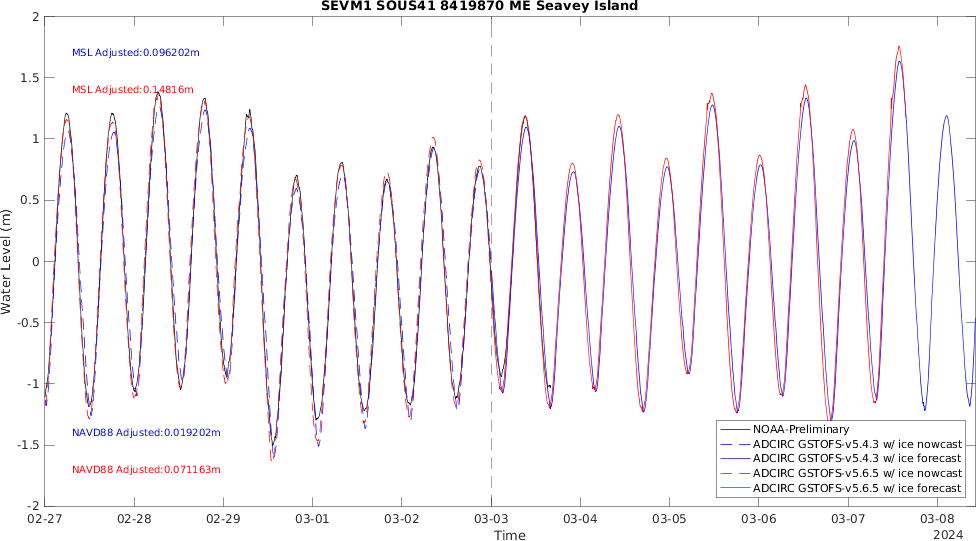 SEVM1 SOUS41 8419870 ME Seavey Island
2
1.5
1
0.5
0
-0.5
-1
-1.5
-2
Water Level (m)
MSL Adjusted:0.096202m
MSL Adjusted:0.14816m
NAVD88 Adjusted:0.019202m
NAVD88 Adjusted:0.071163m
NOAA-Preliminary
ADCIRC GSTOFS-v5.4.3 w/ ice nowcast
ADCIRC GSTOFS-v5.4.3 w/ ice forecast
ADCIRC GSTOFS-v5.6.5 w/ ice nowcast
ADCIRC GSTOFS-v5.6.5 w/ ice forecast
02-27 02-28 02-29 03-01 03-02 03-03 03-04 03-05 03-06 03-07 03-08
Time 2024